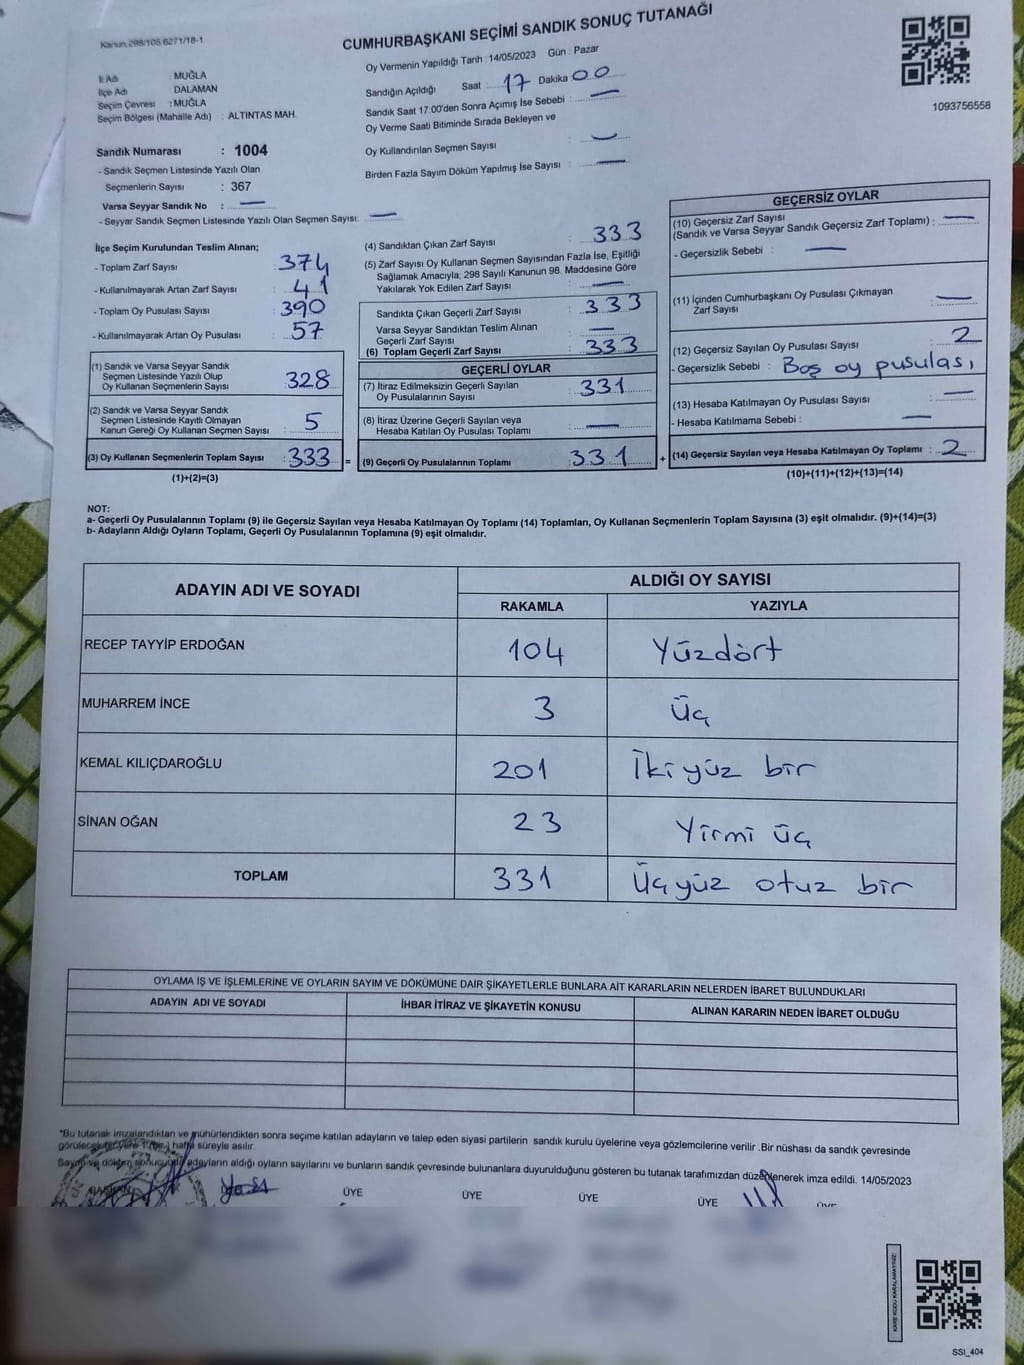 Kanun:298/105,6271/18-1
CUMHURBAŞKANI SEÇİMİ SANDIK SONUÇ TUTANAĞI
1093756558
İl Adı : MUĞLA
İlçe Adı : DALAMAN
Seçim Çevresi : MUĞLA
Seçim Bölgesi (Mahalle Adı) : ALTINTAS MAH.
Sandık Numarası : 1004
- Sandık Seçmen Listesinde Yazılı Olan
Seçmenlerin Sayısı : 367
Varsa Seyyar Sandık No : —
- Seyyar Sandık Seçmen Listesinde Yazılı Olan Seçmen Sayısı: —
Oy Vermenin Yapıldığı Tarih : 14/05/2023 Gün : Pazar
Sandığın Açıldığı Saat : 17 Dakika 00
Sandık Saat 17:00'den Sonra Açımış İse Sebebi : —
Oy Verme Saati Bitiminde Sırada Bekleyen ve
Oy Kullandırılan Seçmen Sayısı : —
Birden Fazla Sayım Döküm Yapılmış İse Sayısı : —
İlçe Seçim Kurulundan Teslim Alınan;
- Toplam Zarf Sayısı : 374
- Kullanılmayarak Artan Zarf Sayısı : 41
- Toplam Oy Pusulası Sayısı : 390
- Kullanılmayarak Artan Oy Pusulası : 57
(1) Sandık ve Varsa Seyyar Sandık
Seçmen Listesinde Yazılı Olup
Oy Kullanan Seçmenlerin Sayısı : 328
(2) Sandık ve Varsa Seyyar Sandık
Seçmen Listesinde Kayıtlı Olmayan
Kanun Gereği Oy Kullanan Seçmen Sayısı : 5
(3) Oy Kullanan Seçmenlerin Toplam Sayısı : 333 =
(1)+(2)=(3)
(4) Sandıktan Çıkan Zarf Sayısı : 333
(5) Zarf Sayısı Oy Kullanan Seçmen Sayısından Fazla İse, Eşitliği
Sağlamak Amacıyla; 298 Sayılı Kanunun 98. Maddesine Göre
Yakılarak Yok Edilen Zarf Sayısı : —
Sandıkta Çıkan Geçerli Zarf Sayısı : 333
Varsa Seyyar Sandıktan Teslim Alınan
Geçerli Zarf Sayısı : —
(6) Toplam Geçerli Zarf Sayısı : 333
GEÇERLİ OYLAR
(7) İtiraz Edilmeksizin Geçerli Sayılan
Oy Pusulalarının Sayısı : 331
(8) İtiraz Üzerine Geçerli Sayılan veya
Hesaba Katılan Oy Pusulası Toplamı : —
(9) Geçerli Oy Pusulalarının Toplamı : 331 +
GEÇERSİZ OYLAR
(10) Geçersiz Zarf Sayısı
(Sandık ve Varsa Seyyar Sandık Geçersiz Zarf Toplamı) : —
- Geçersizlik Sebebi : —
(11) İçinden Cumhurbaşkanı Oy Pusulası Çıkmayan
Zarf Sayısı : —
(12) Geçersiz Sayılan Oy Pusulası Sayısı : 2
- Geçersizlik Sebebi : Boş oy pusulası,
(13) Hesaba Katılmayan Oy Pusulası Sayısı : —
- Hesaba Katılmama Sebebi : —
(14) Geçersiz Sayılan veya Hesaba Katılmayan Oy Toplamı : 2
(10)+(11)+(12)+(13)=(14)
NOT:
a- Geçerli Oy Pusulalarının Toplamı (9) ile Geçersiz Sayılan veya Hesaba Katılmayan Oy Toplamı (14) Toplamları, Oy Kullanan Seçmenlerin Toplam Sayısına (3) eşit olmalıdır. (9)+(14)=(3)
b- Adayların Aldığı Oyların Toplamı, Geçerli Oy Pusulalarının Toplamına (9) eşit olmalıdır.
ADAYIN ADI VE SOYADI
ALDIĞI OY SAYISI
RAKAMLA YAZIYLA
RECEP TAYYİP ERDOĞAN 104 Yüzdört
MUHARREM İNCE 3 Üç
KEMAL KILIÇDAROĞLU 201 İkiyüz bir
SİNAN OĞAN 23 Yirmi üç
TOPLAM 331 Üçyüz otuz bir
OYLAMA İŞ VE İŞLEMLERİNE VE OYLARIN SAYIM VE DÖKÜMÜNE DAİR ŞİKAYETLERLE BUNLARA AİT KARARLARIN NELERDEN İBARET BULUNDUKLARI
ADAYIN ADI VE SOYADI İHBAR İTİRAZ VE ŞİKAYETİN KONUSU ALINAN KARARIN NEDEN İBARET OLDUĞU
*Bu tutanak imzalandıktan ve mühürlendikten sonra seçime katılan adayların ve talep eden siyasi partilerin sandık kurulu üyelerine veya gözlemcilerine verilir .Bir nüshası da sandık çevresinde
görülecek bir yere 1 (bir) hafta süreyle asılır.
Sayım ve döküm sonucunda adayların aldığı oyların sayılarını ve bunların sandık çevresinde bulunanlara duyurulduğunu gösteren bu tutanak tarafımızdan düzenlenerek imza edildi. 14/05/2023
BAŞKAN ÜYE ÜYE ÜYE ÜYE ÜYE
KARE KODU KARALAMAYINIZ!
SSI_404